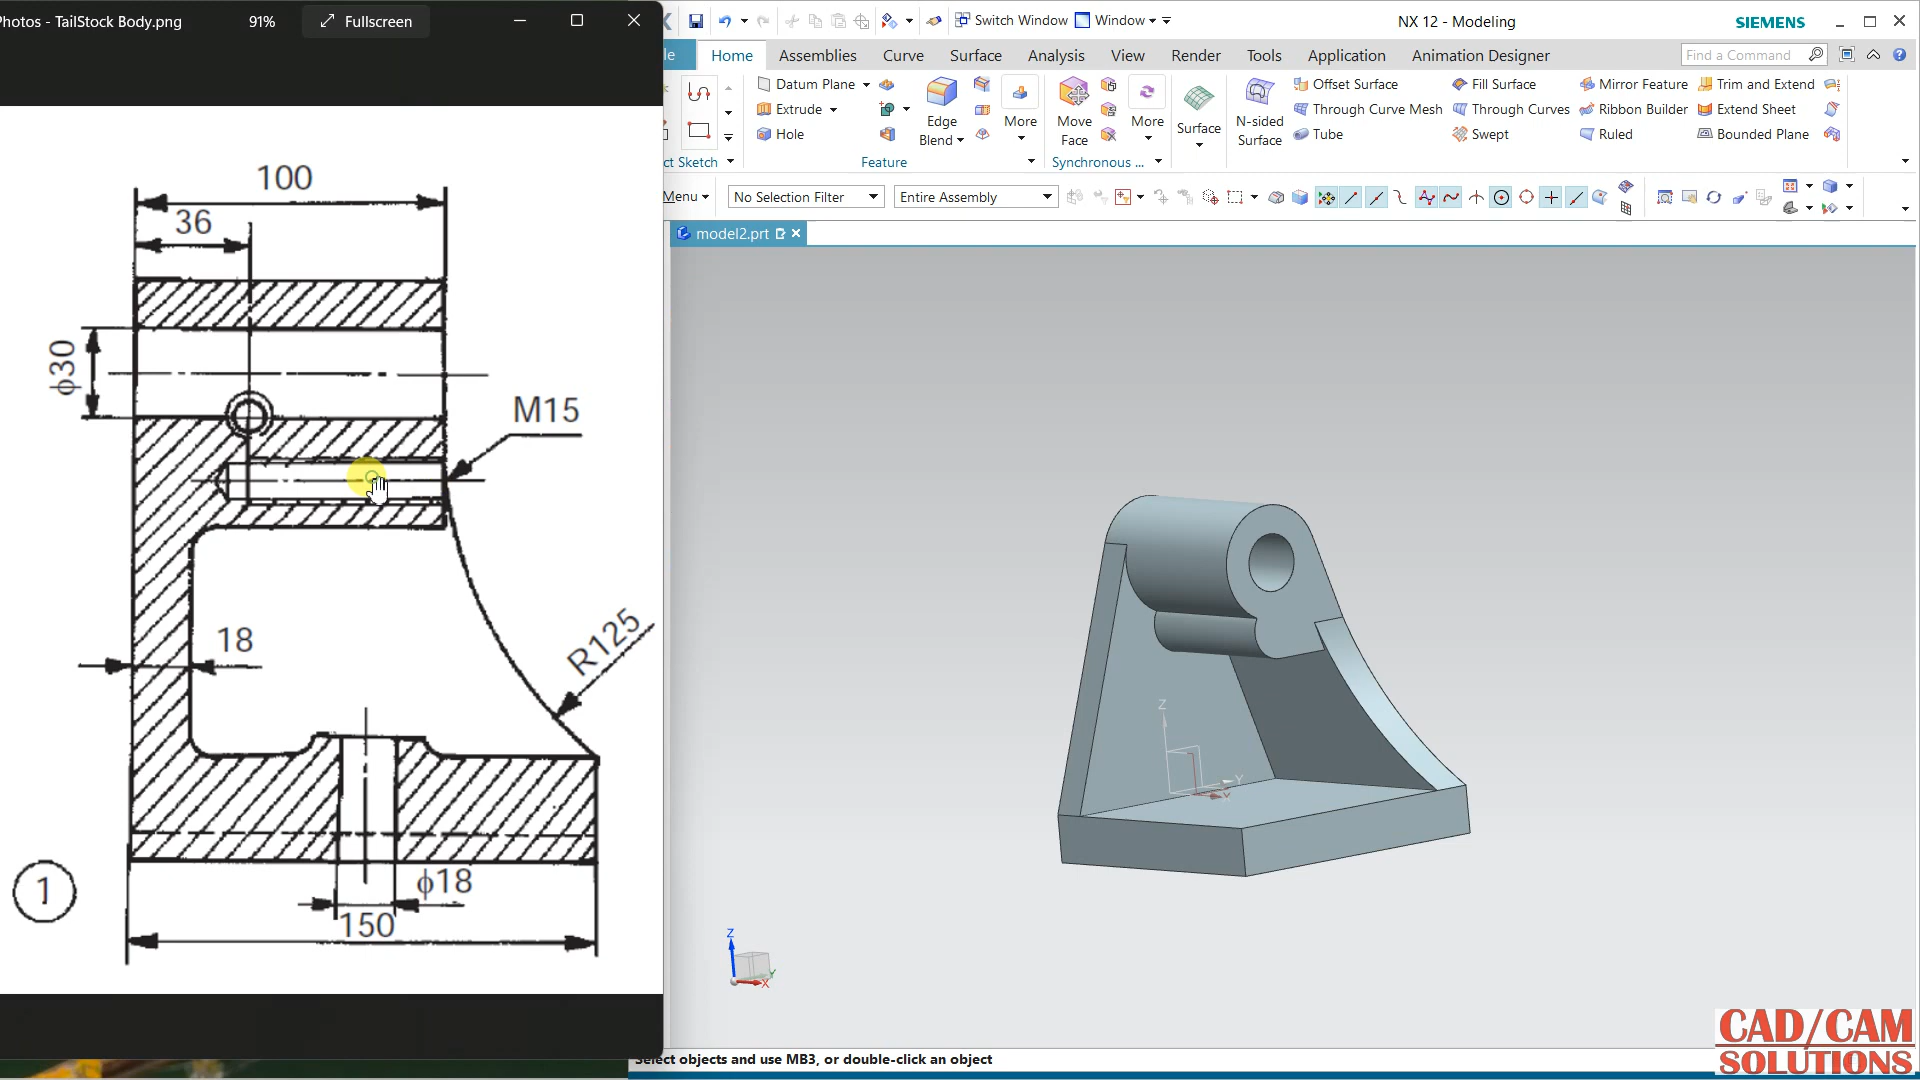 Photos - TailStock Body.png
91%
Fullscreen
Switch Window
Window
NX 12 - Modeling
SIEMENS
Home
Assemblies
Curve
Surface
Analysis
View
Render
Tools
Application
Animation Designer
Find a Command
Datum Plane
Extrude
Hole
Edge
Blend
More
Move
Face
More
Surface
N-sided
Surface
Offset Surface
Through Curve Mesh
Tube
Fill Surface
Through Curves
Swept
Mirror Feature
Ribbon Builder
Ruled
Trim and Extend
Extend Sheet
Bounded Plane
ct Sketch
Feature
Synchronous ...
Menu
No Selection Filter
Entire Assembly
model2.prt
100
36
ϕ30
M15
18
R125
ϕ18
150
1
Z
Y
X
Z
Y
X
Select objects and use MB3, or double-click an object
CAD/CAM
SOLUTIONS